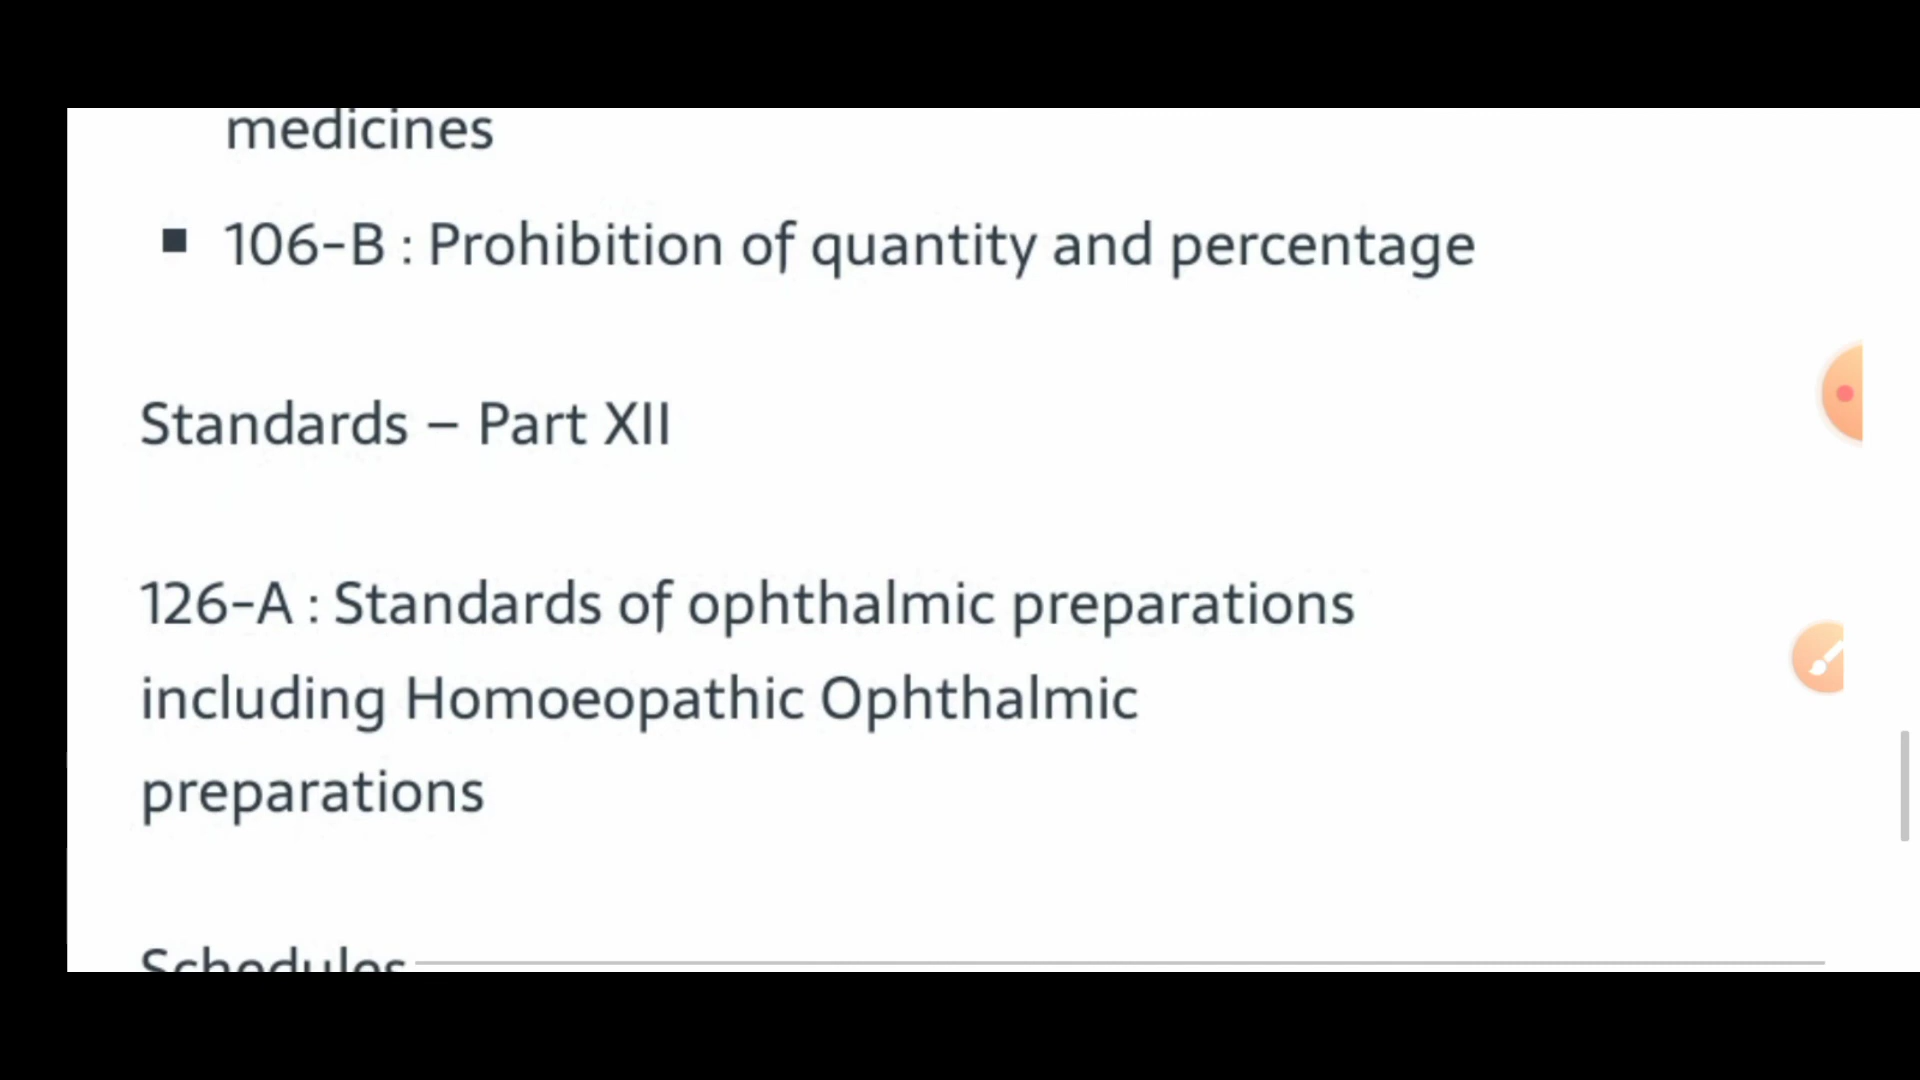 medicines
■ 106-B : Prohibition of quantity and percentage
Standards – Part XII
126-A : Standards of ophthalmic preparations
including Homoeopathic Ophthalmic
preparations
Schedules